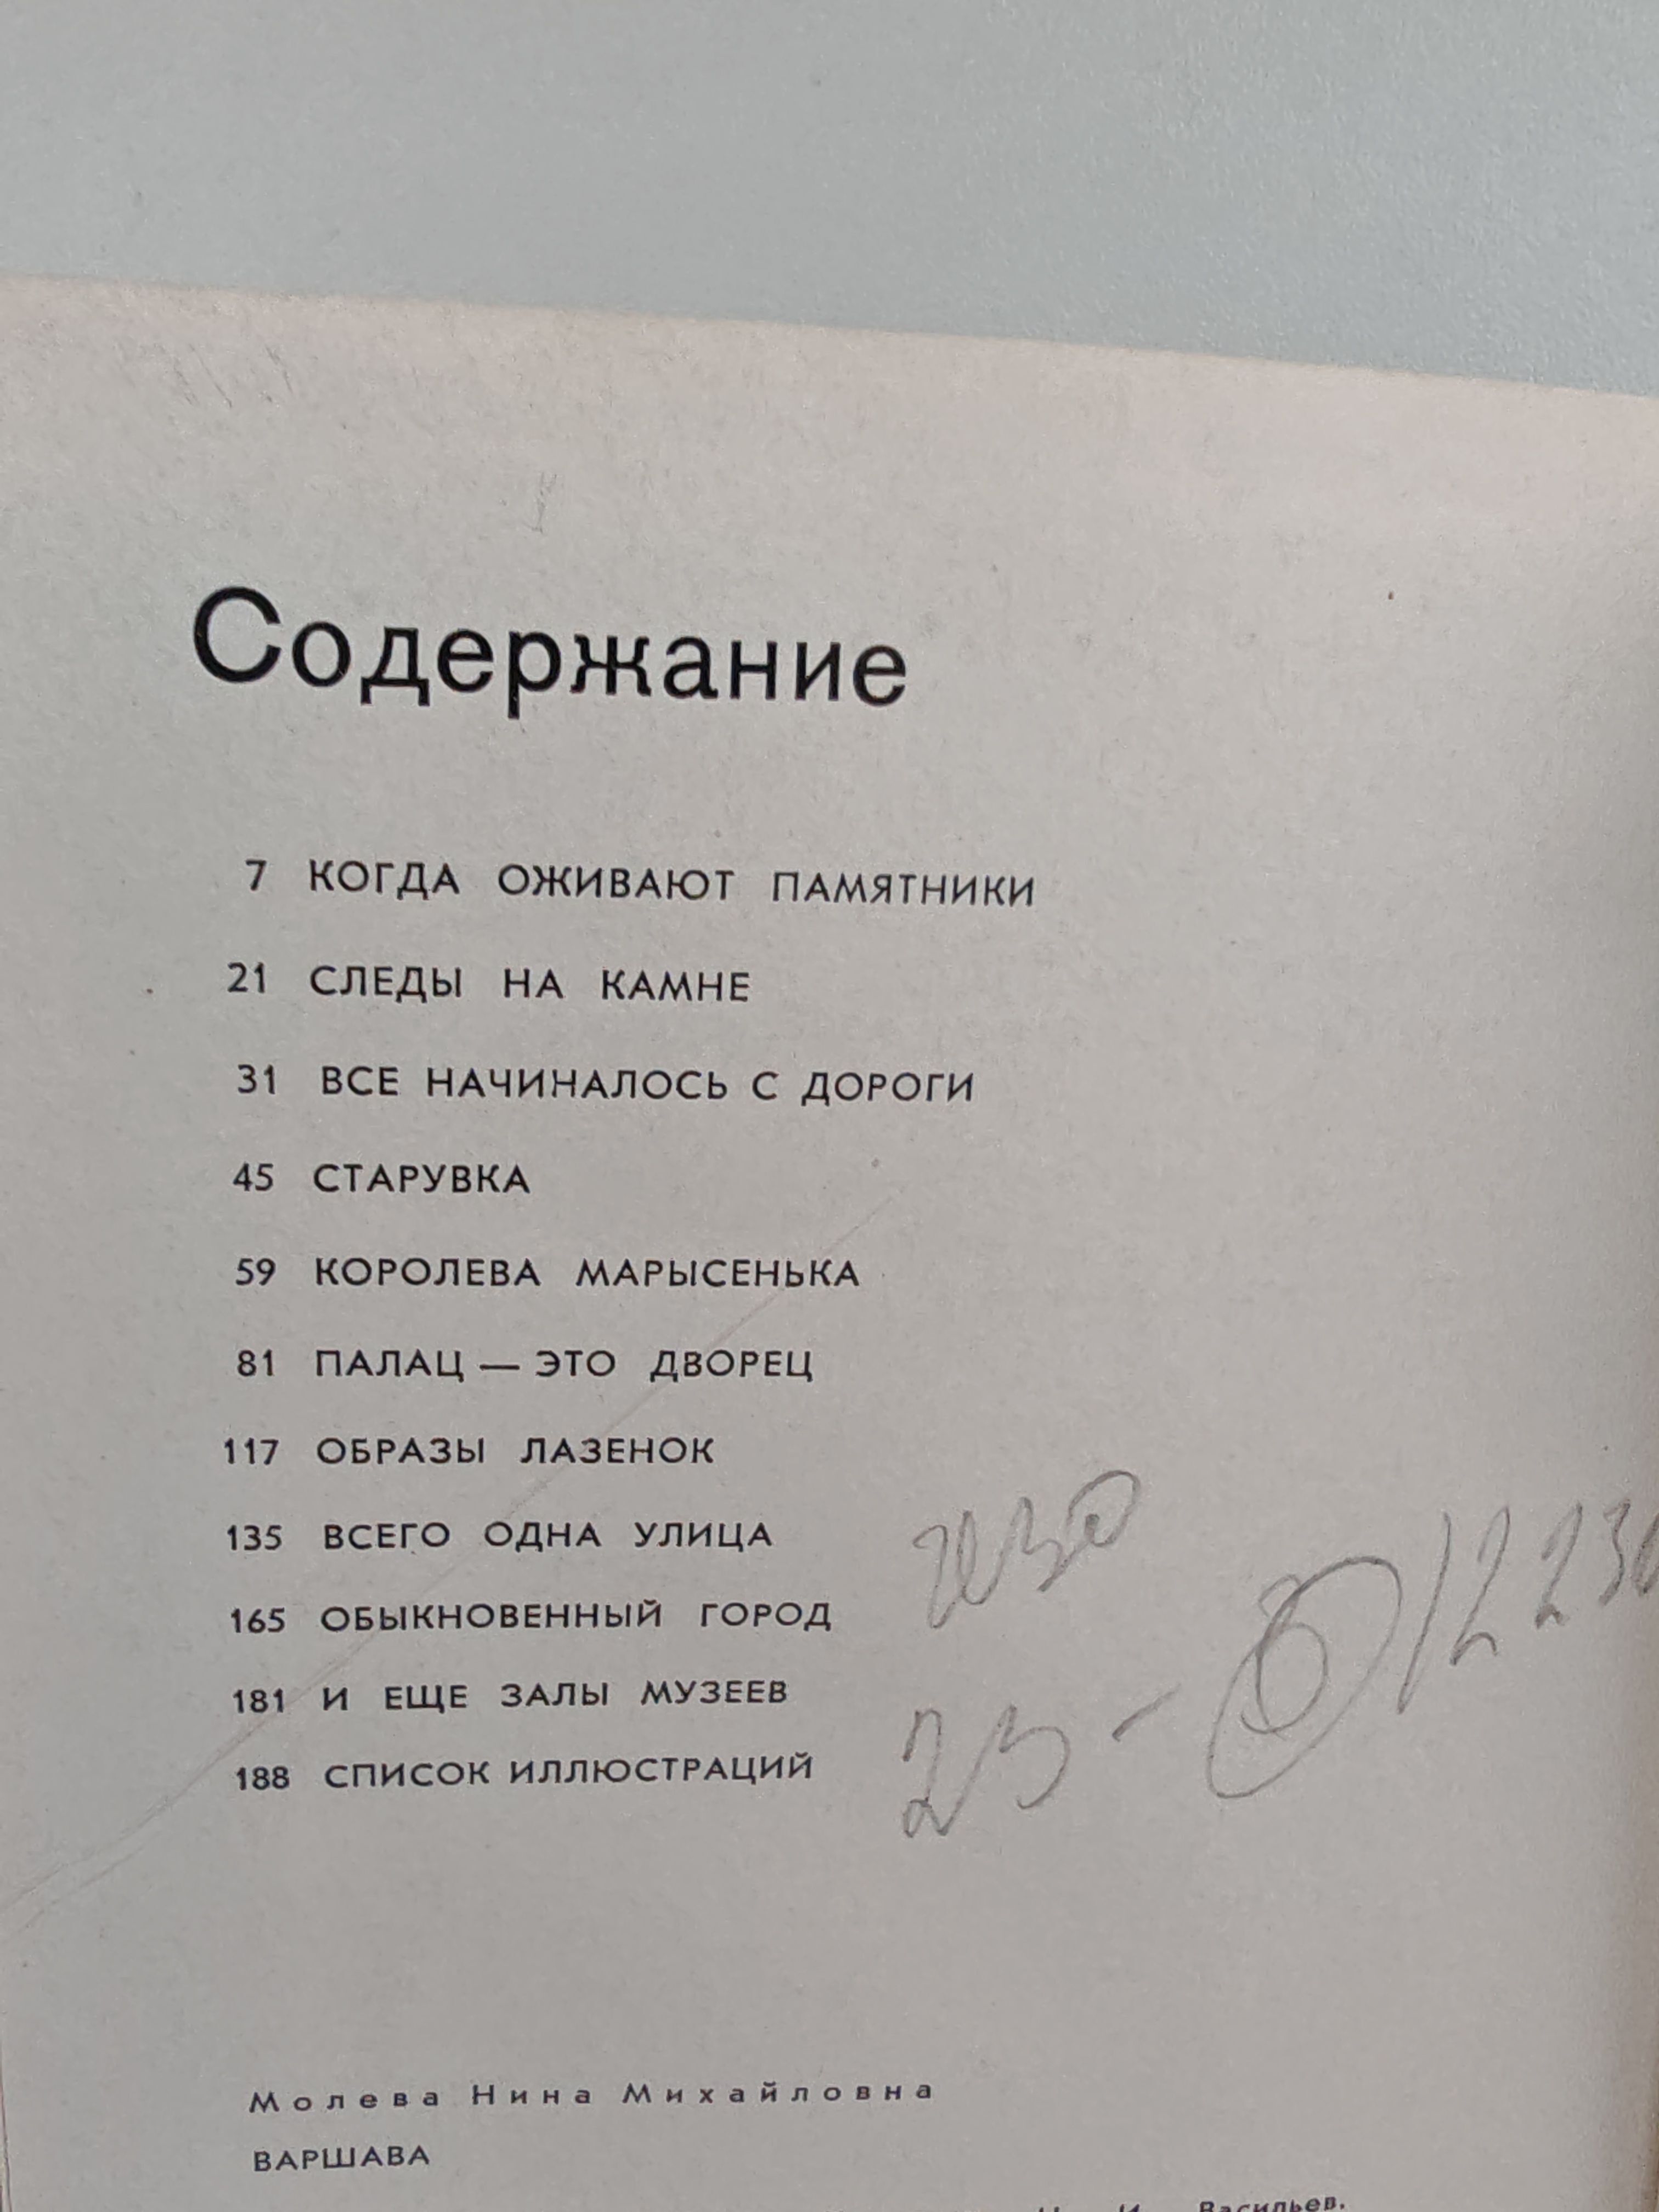 Содержание
7 КОГДА ОЖИВАЮТ ПАМЯТНИКИ
21 СЛЕДЫ НА КАМНЕ
31 ВСЕ НАЧИНАЛОСЬ С ДОРОГИ
45 СТАРУВКА
59 КОРОЛЕВА МАРЫСЕНЬКА
81 ПАЛАЦ — ЭТО ДВОРЕЦ
117 ОБРАЗЫ ЛАЗЕНОК
135 ВСЕГО ОДНА УЛИЦА
165 ОБЫКНОВЕННЫЙ ГОРОД
181 И ЕЩЕ ЗАЛЫ МУЗЕЕВ
188 СПИСОК ИЛЛЮСТРАЦИЙ
Молева Нина Михайловна
ВАРШАВА
И. Васильев.